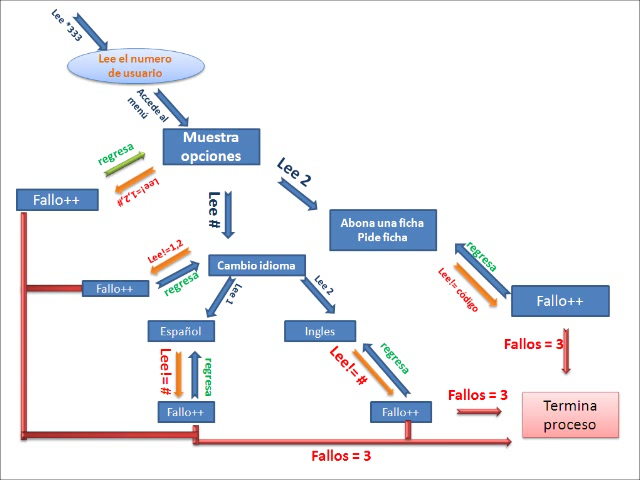 Lee *333
Lee el numero
de usuario
Accede al
menú
Muestra
opciones
regresa
Lee!=1,2,#
Fallo++
Lee #
Lee 2
Abona una ficha
Pide ficha
Lee!=1,2
regresa
Cambio idioma
Fallo++
regresa
Lee!= código
Fallo++
Lee 1
Lee 2
Español
Ingles
Fallos = 3
Lee!= #
regresa
Lee!= #
regresa
Fallo++
Fallo++
Fallos = 3
Termina
proceso
Fallos = 3